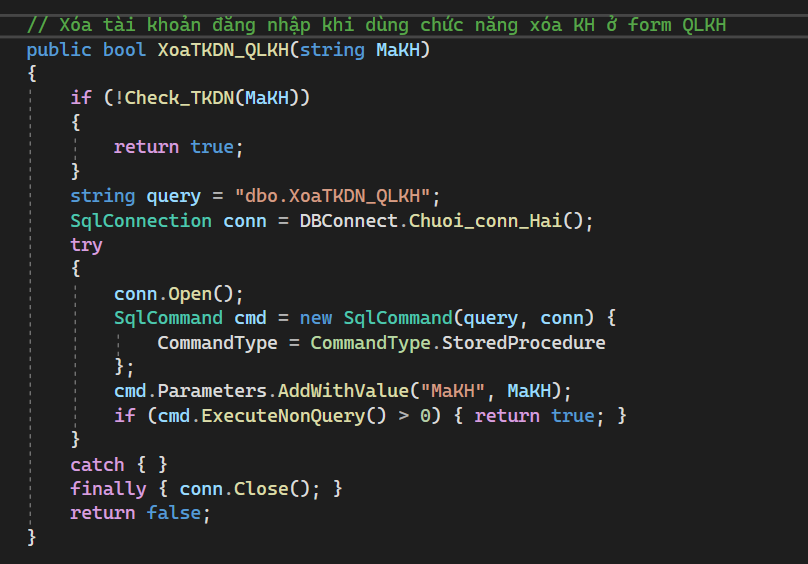 // Xóa tài khoản đăng nhập khi dùng chức năng xóa KH ở form QLKH
public bool XoaTKDN_QLKH(string MaKH)
{
    if (!Check_TKDN(MaKH))
    {
        return true;
    }
    string query = "dbo.XoaTKDN_QLKH";
    SqlConnection conn = DBConnect.Chuoi_conn_Hai();
    try
    {
        conn.Open();
        SqlCommand cmd = new SqlCommand(query, conn) {
            CommandType = CommandType.StoredProcedure
        };
        cmd.Parameters.AddWithValue("MaKH", MaKH);
        if (cmd.ExecuteNonQuery() > 0) { return true; }
    }
    catch { }
    finally { conn.Close(); }
    return false;
}